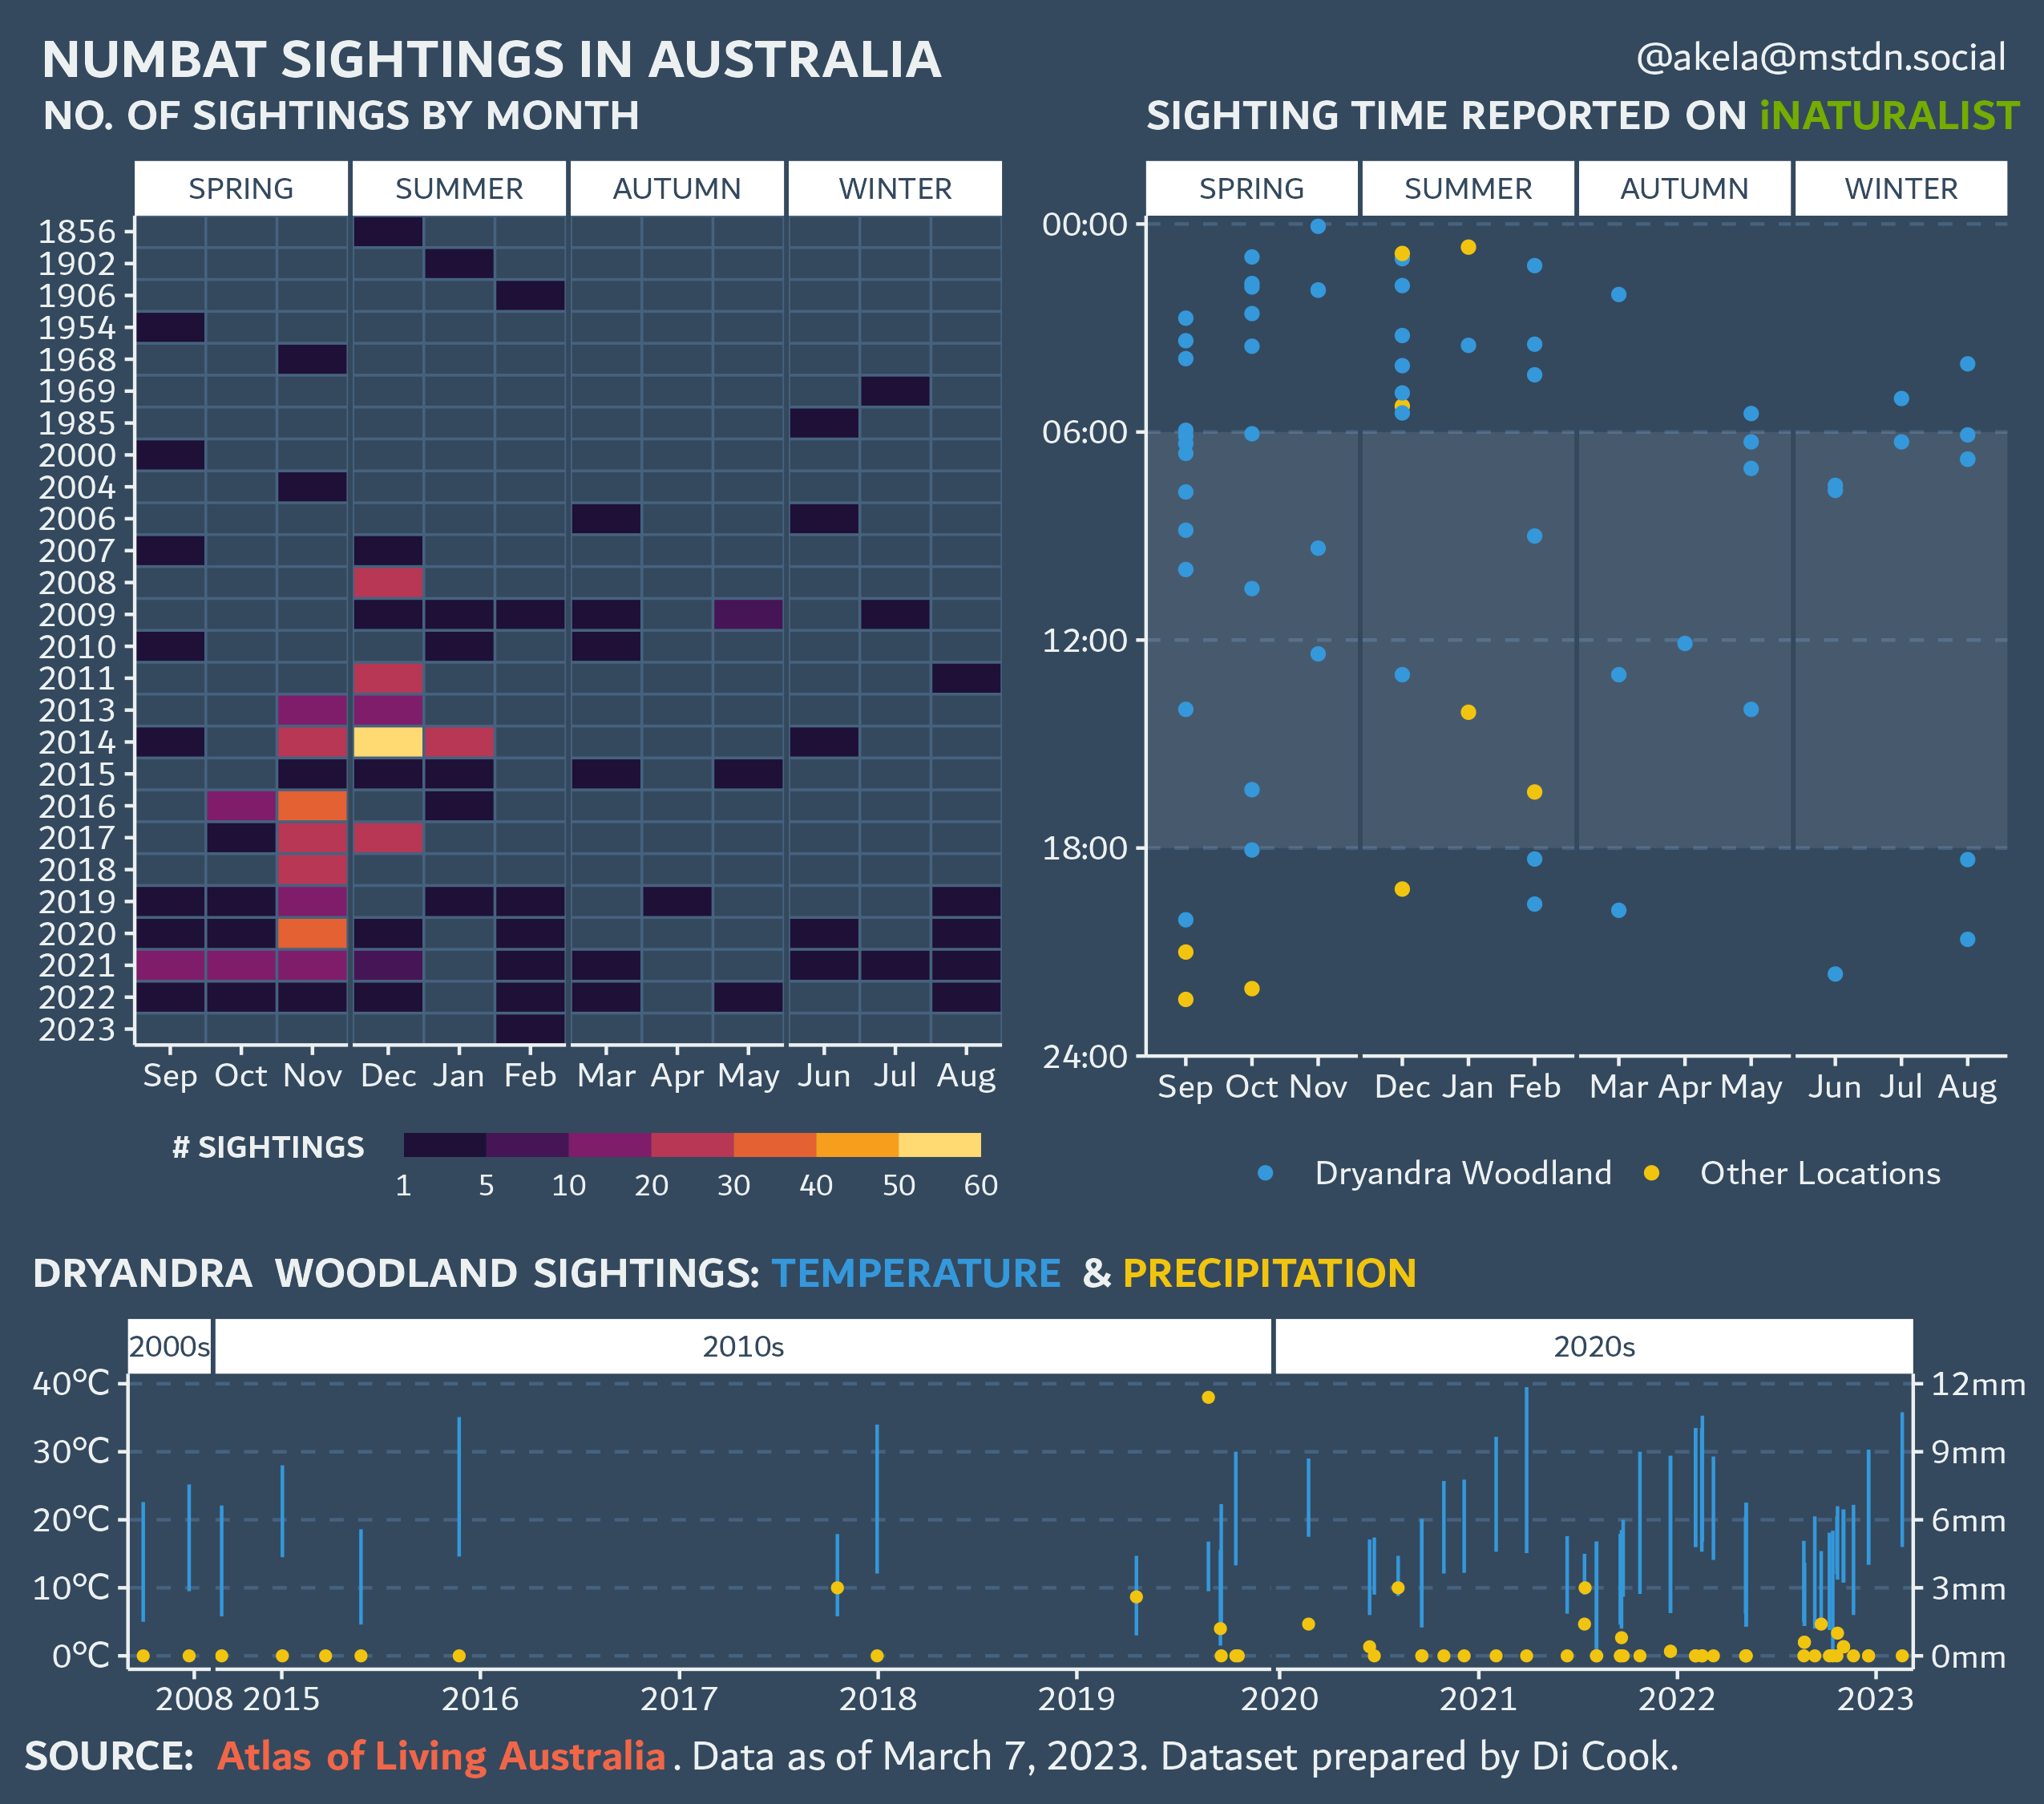 NUMBAT SIGHTINGS IN AUSTRALIA
@akela@mstdn.social
NO. OF SIGHTINGS BY MONTH
SPRING SUMMER AUTUMN WINTER
1856
1902
1906
1954
1968
1969
1985
2000
2004
2006
2007
2008
2009
2010
2011
2013
2014
2015
2016
2017
2018
2019
2020
2021
2022
2023
Sep Oct Nov Dec Jan Feb Mar Apr May Jun Jul Aug
# SIGHTINGS
1 5 10 20 30 40 50 60
SIGHTING TIME REPORTED ON iNATURALIST
SPRING SUMMER AUTUMN WINTER
00:00
06:00
12:00
18:00
24:00
Sep Oct Nov Dec Jan Feb Mar Apr May Jun Jul Aug
Dryandra Woodland Other Locations
DRYANDRA WOODLAND SIGHTINGS: TEMPERATURE & PRECIPITATION
2000s 2010s 2020s
40°C 12mm
30°C 9mm
20°C 6mm
10°C 3mm
0°C 0mm
2008 2015 2016 2017 2018 2019 2020 2021 2022 2023
SOURCE: Atlas of Living Australia. Data as of March 7, 2023. Dataset prepared by Di Cook.